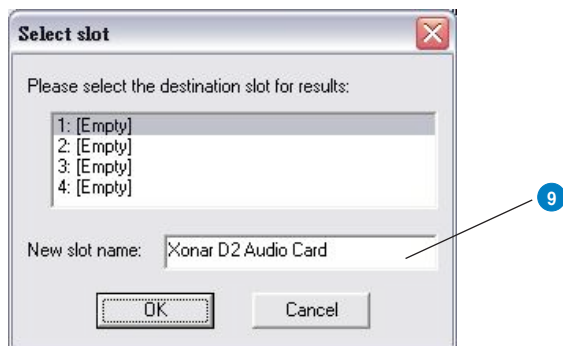 Select slot
Please select the destination slot for results:
1: [Empty]
2: [Empty]
3: [Empty]
4: [Empty]
9
New slot name: Xonar D2 Audio Card
OK Cancel